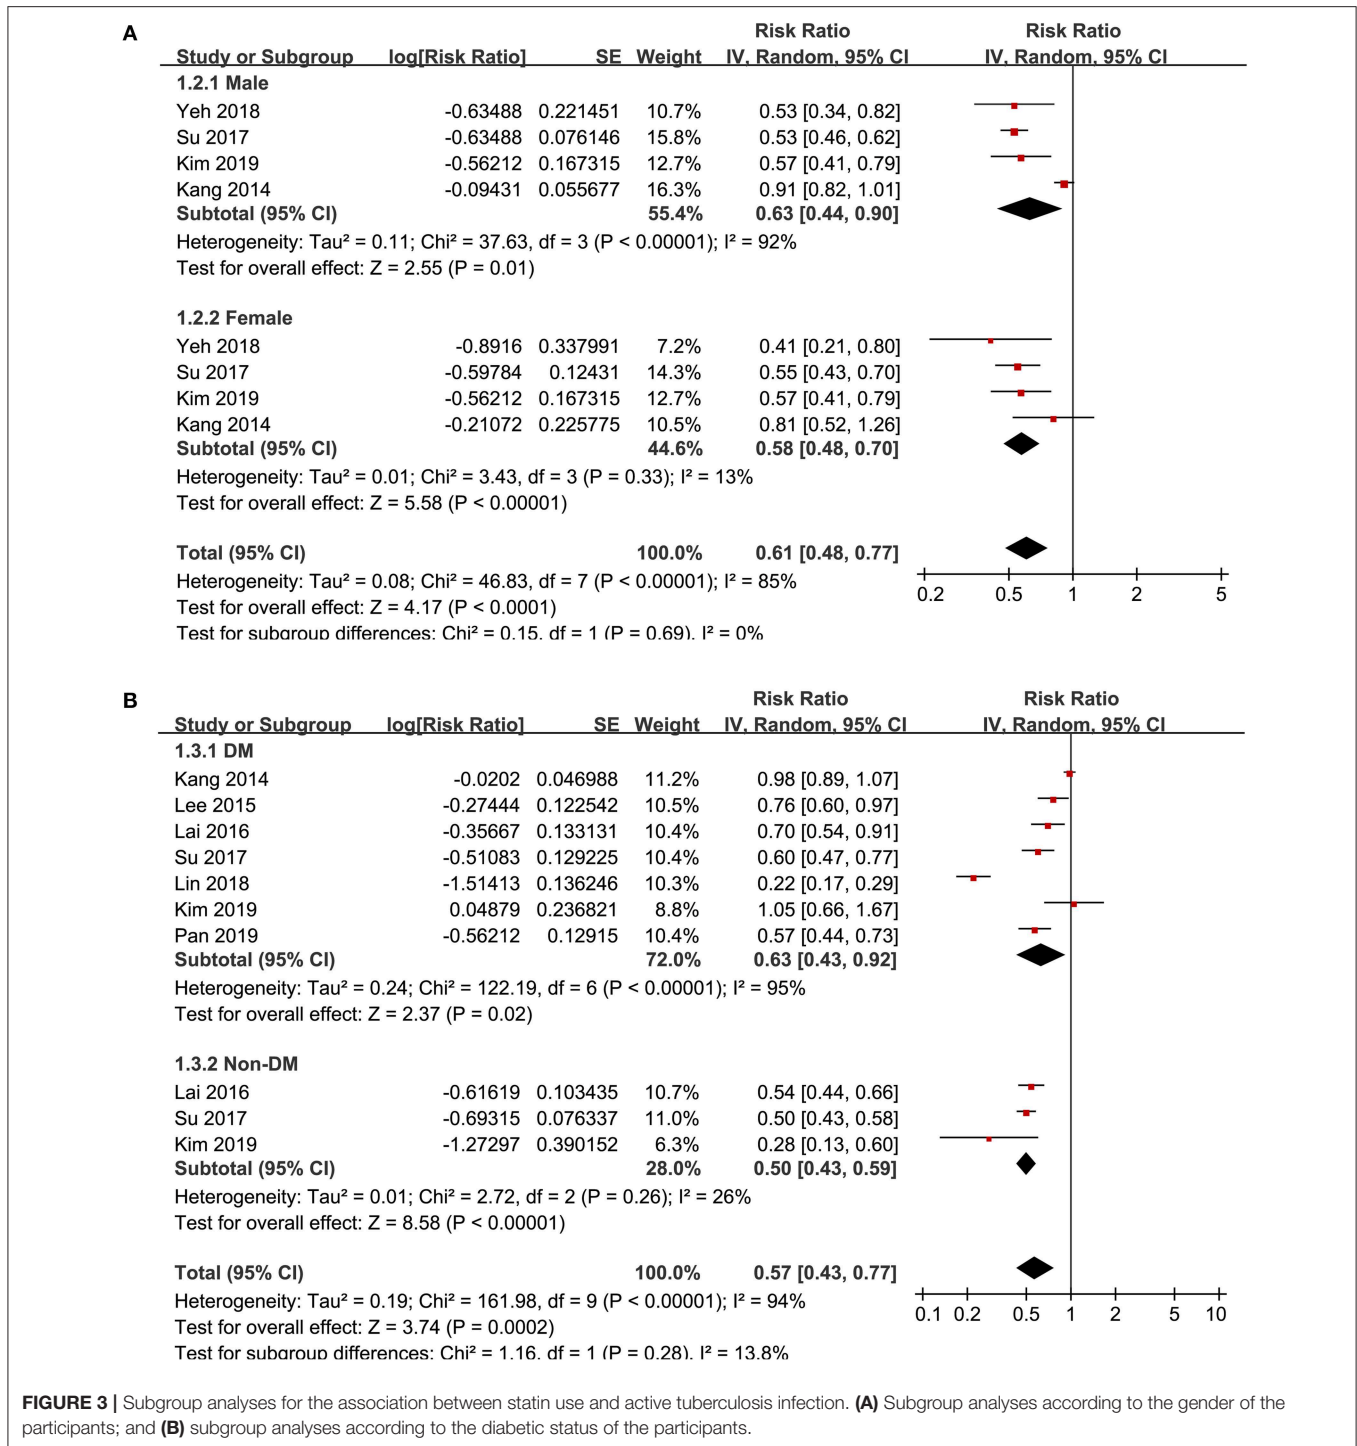 A
Risk Ratio Risk Ratio
Study or Subgroup log[Risk Ratio] SE Weight IV, Random, 95% CI IV, Random, 95% CI
1.2.1 Male
Yeh 2018 -0.63488 0.221451 10.7% 0.53 [0.34, 0.82]
Su 2017 -0.63488 0.076146 15.8% 0.53 [0.46, 0.62]
Kim 2019 -0.56212 0.167315 12.7% 0.57 [0.41, 0.79]
Kang 2014 -0.09431 0.055677 16.3% 0.91 [0.82, 1.01]
Subtotal (95% CI) 55.4% 0.63 [0.44, 0.90]
Heterogeneity: Tau² = 0.11; Chi² = 37.63, df = 3 (P < 0.00001); I² = 92%
Test for overall effect: Z = 2.55 (P = 0.01)
1.2.2 Female
Yeh 2018 -0.8916 0.337991 7.2% 0.41 [0.21, 0.80]
Su 2017 -0.59784 0.12431 14.3% 0.55 [0.43, 0.70]
Kim 2019 -0.56212 0.167315 12.7% 0.57 [0.41, 0.79]
Kang 2014 -0.21072 0.225775 10.5% 0.81 [0.52, 1.26]
Subtotal (95% CI) 44.6% 0.58 [0.48, 0.70]
Heterogeneity: Tau² = 0.01; Chi² = 3.43, df = 3 (P = 0.33); I² = 13%
Test for overall effect: Z = 5.58 (P < 0.00001)
Total (95% CI) 100.0% 0.61 [0.48, 0.77]
Heterogeneity: Tau² = 0.08; Chi² = 46.83, df = 7 (P < 0.00001); I² = 85%
0.2 0.5 1 2 5
Test for overall effect: Z = 4.17 (P < 0.0001)
Test for subgroup differences: Chi² = 0.15, df = 1 (P = 0.69), I² = 0%
B
Risk Ratio Risk Ratio
Study or Subgroup log[Risk Ratio] SE Weight IV, Random, 95% CI IV, Random, 95% CI
1.3.1 DM
Kang 2014 -0.0202 0.046988 11.2% 0.98 [0.89, 1.07]
Lee 2015 -0.27444 0.122542 10.5% 0.76 [0.60, 0.97]
Lai 2016 -0.35667 0.133131 10.4% 0.70 [0.54, 0.91]
Su 2017 -0.51083 0.129225 10.4% 0.60 [0.47, 0.77]
Lin 2018 -1.51413 0.136246 10.3% 0.22 [0.17, 0.29]
Kim 2019 0.04879 0.236821 8.8% 1.05 [0.66, 1.67]
Pan 2019 -0.56212 0.12915 10.4% 0.57 [0.44, 0.73]
Subtotal (95% CI) 72.0% 0.63 [0.43, 0.92]
Heterogeneity: Tau² = 0.24; Chi² = 122.19, df = 6 (P < 0.00001); I² = 95%
Test for overall effect: Z = 2.37 (P = 0.02)
1.3.2 Non-DM
Lai 2016 -0.61619 0.103435 10.7% 0.54 [0.44, 0.66]
Su 2017 -0.69315 0.076337 11.0% 0.50 [0.43, 0.58]
Kim 2019 -1.27297 0.390152 6.3% 0.28 [0.13, 0.60]
Subtotal (95% CI) 28.0% 0.50 [0.43, 0.59]
Heterogeneity: Tau² = 0.01; Chi² = 2.72, df = 2 (P = 0.26); I² = 26%
Test for overall effect: Z = 8.58 (P < 0.00001)
Total (95% CI) 100.0% 0.57 [0.43, 0.77]
Heterogeneity: Tau² = 0.19; Chi² = 161.98, df = 9 (P < 0.00001); I² = 94%
0.1 0.2 0.5 1 2 5 10
Test for overall effect: Z = 3.74 (P = 0.0002)
Test for subgroup differences: Chi² = 1.16, df = 1 (P = 0.28), I² = 13.8%
FIGURE 3 | Subgroup analyses for the association between statin use and active tuberculosis infection. (A) Subgroup analyses according to the gender of the
participants; and (B) subgroup analyses according to the diabetic status of the participants.